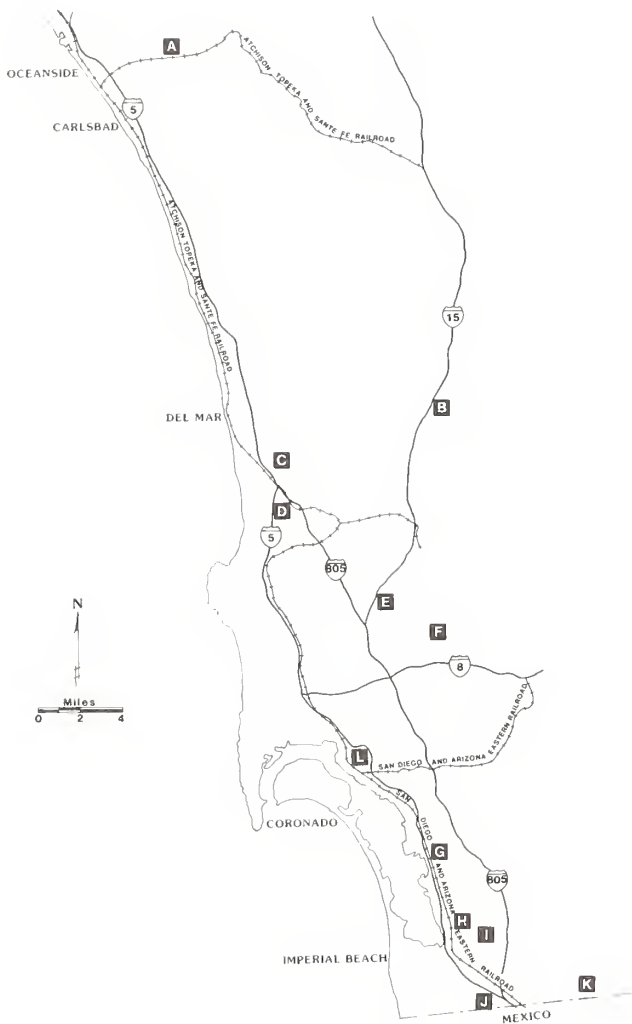 A
ATCHISON TOPEKA AND SANTE FE RAILROAD
OCEANSIDE
5
CARLSBAD
ATCHISON TOPEKA AND SANTE FE RAILROAD
15
B
DEL MAR
C
D
5
805
E
N
F
8
Miles
0 2 4
L
SAN DIEGO AND ARIZONA EASTERN RAILROAD
CORONADO
SAN DIEGO AND ARIZONA EASTERN RAILROAD
G
805
H
I
IMPERIAL BEACH
K
J
MEXICO